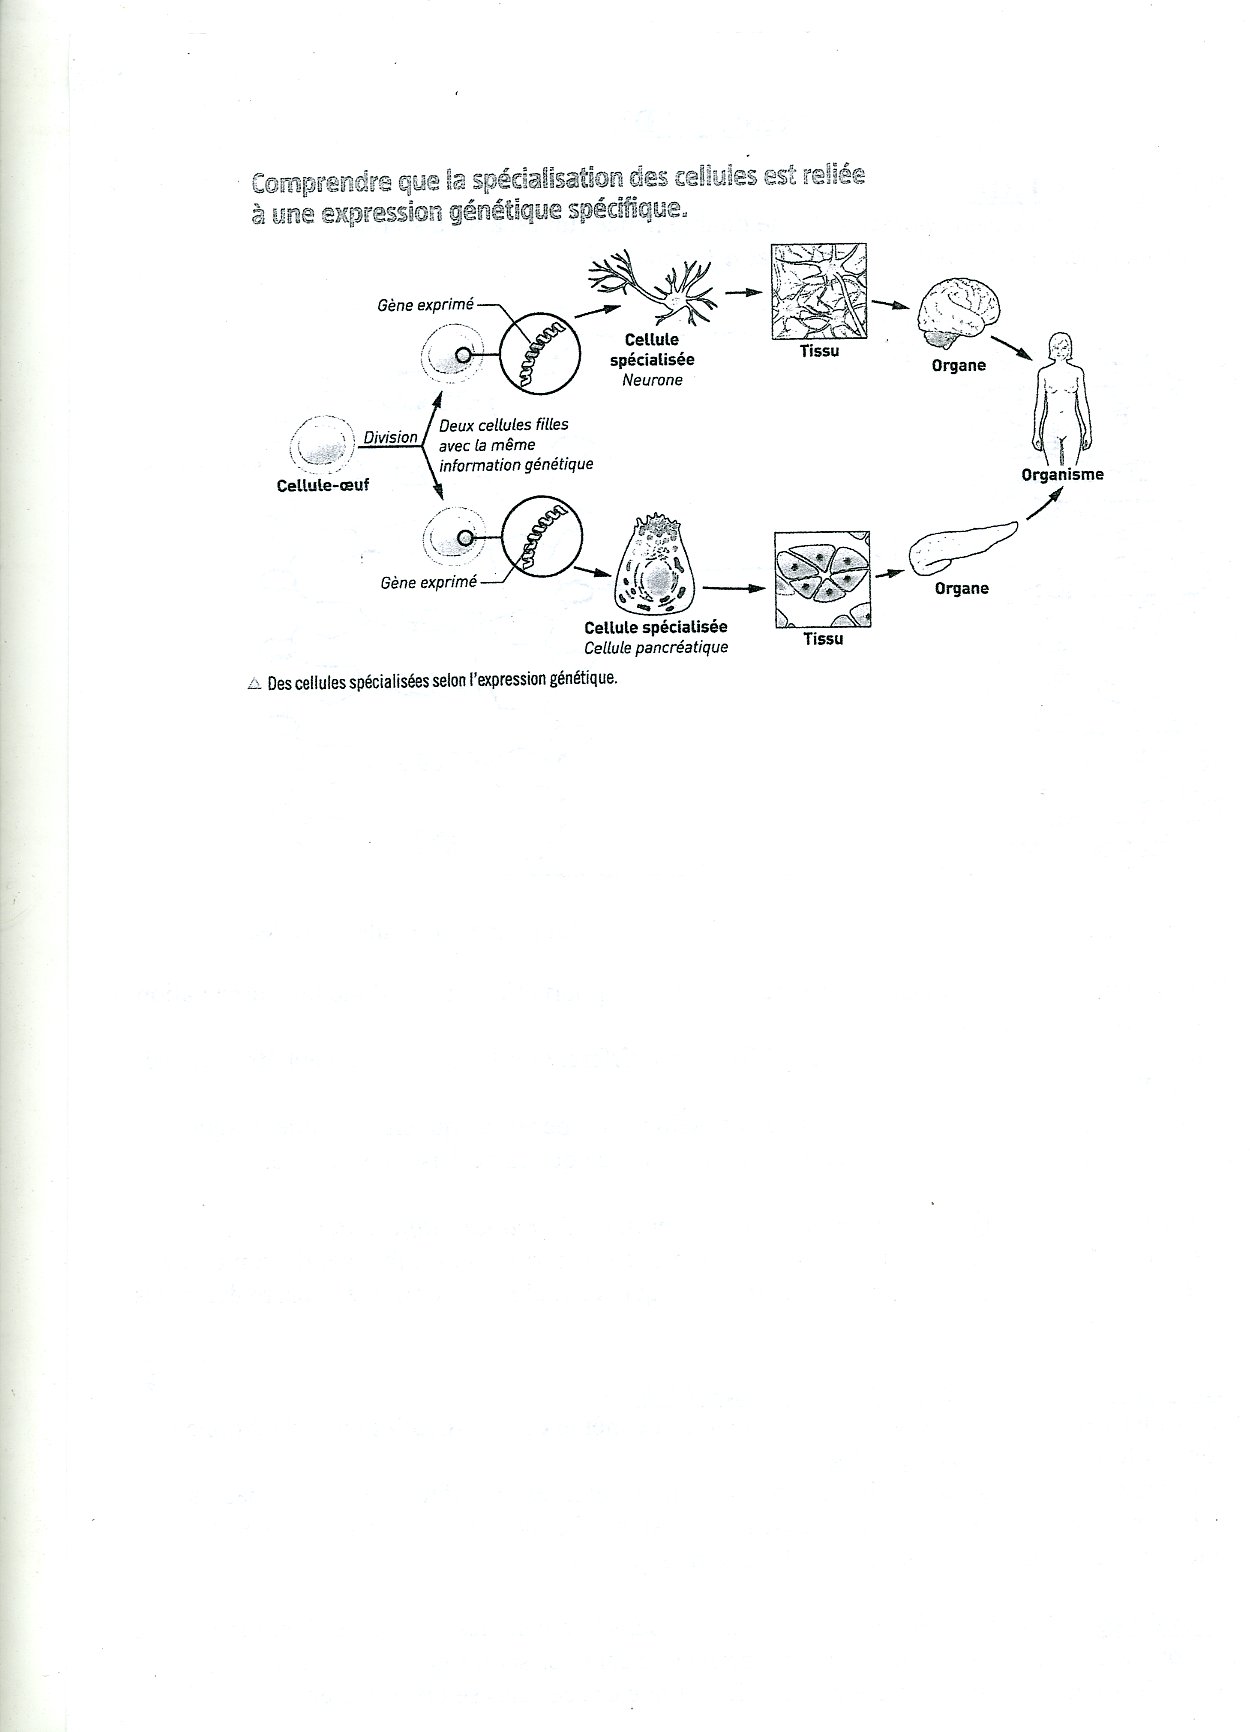 Comprendre que la spécialisation des cellules est reliée
à une expression génétique spécifique.
Gène exprimé
Cellule
spécialisée
Neurone
Tissu
Organe
Division
Deux cellules filles
avec la même
information génétique
Cellule-œuf
Organisme
Gène exprimé
Cellule spécialisée
Cellule pancréatique
Tissu
Organe
Des cellules spécialisées selon l'expression génétique.